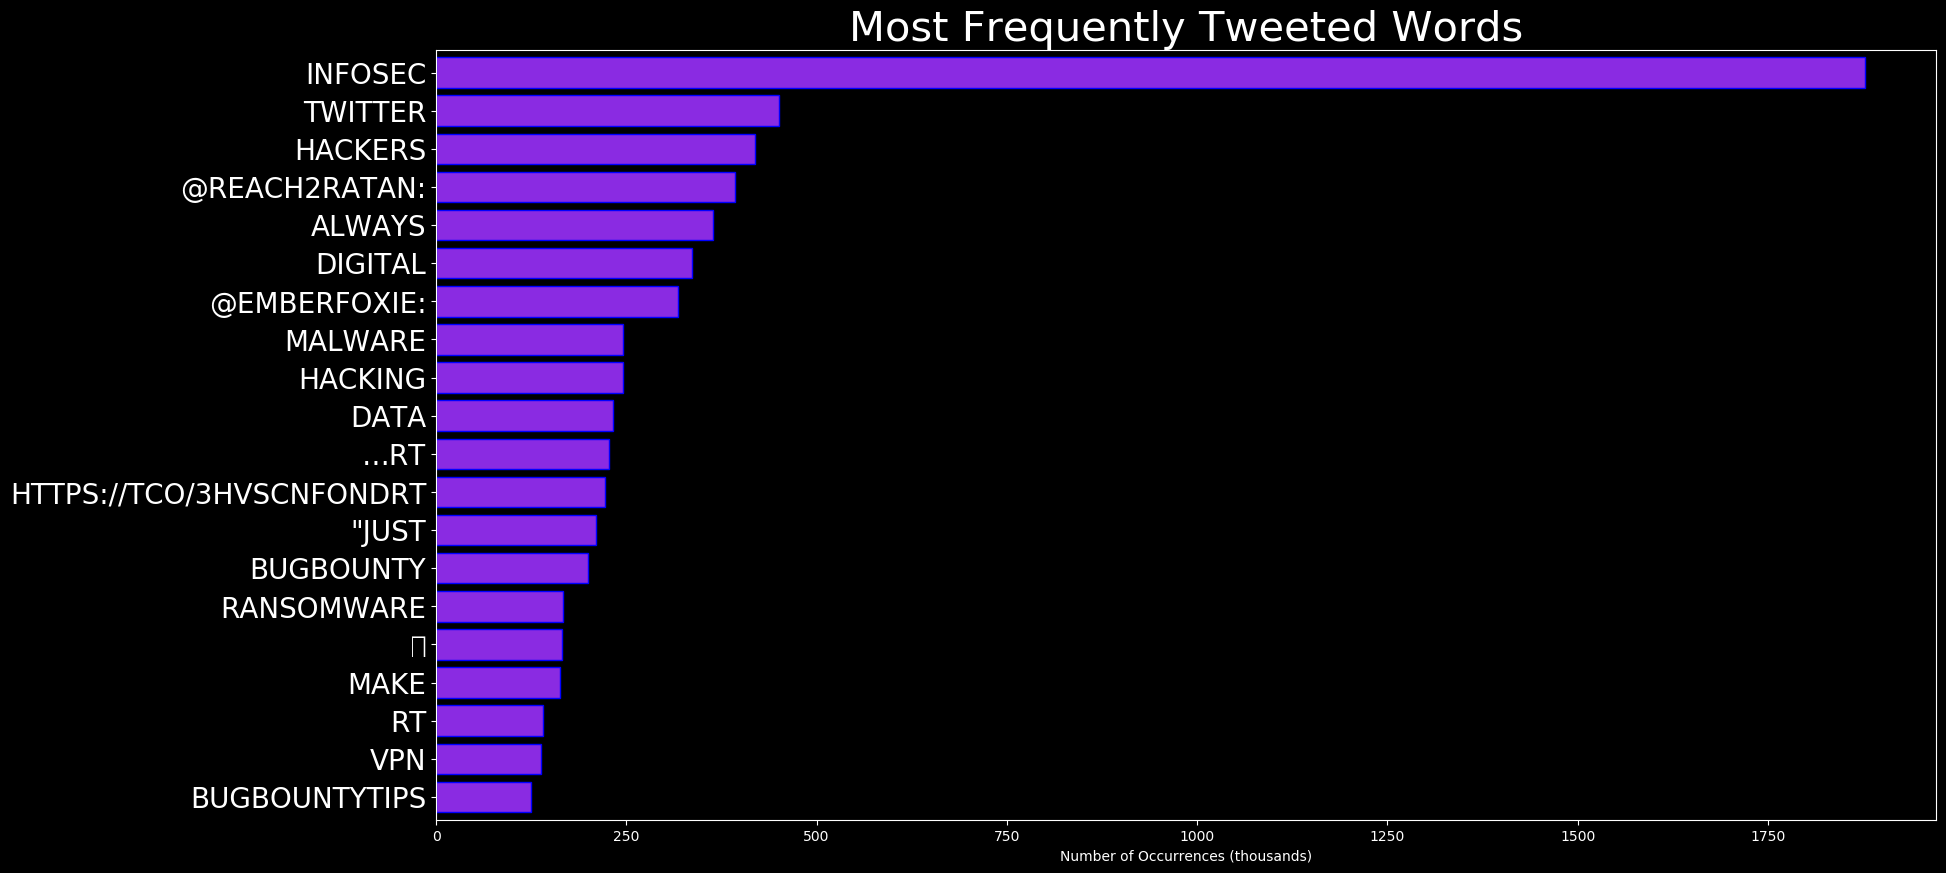 Most Frequently Tweeted Words
INFOSEC
TWITTER
HACKERS
@REACH2RATAN:
ALWAYS
DIGITAL
@EMBERFOXIE:
MALWARE
HACKING
DATA
…RT
HTTPS://TCO/3HVSCNFONDRT
"JUST
BUGBOUNTY
RANSOMWARE
MAKE
RT
VPN
BUGBOUNTYTIPS
0 250 500 750 1000 1250 1500 1750
Number of Occurrences (thousands)